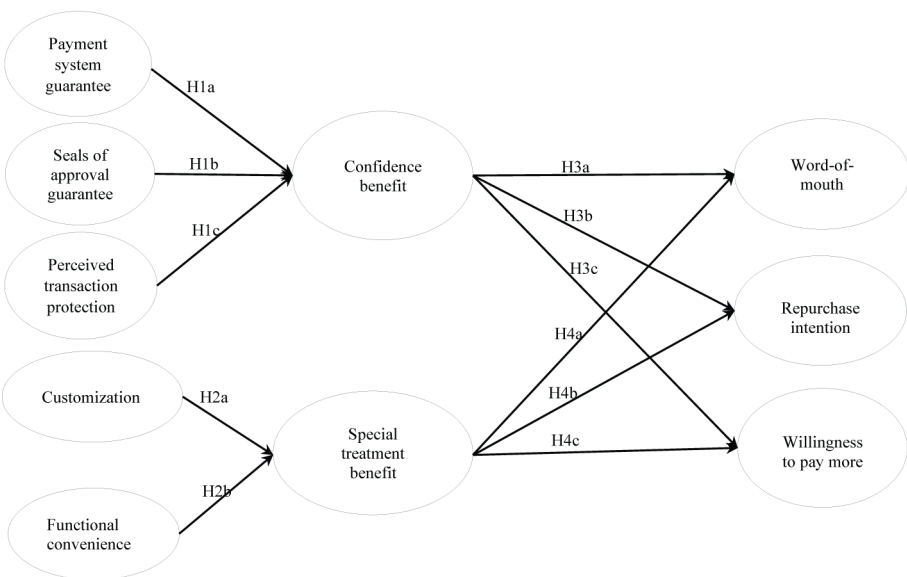 Payment
system
guarantee
H1a
Seals of
approval
guarantee
H1b
Perceived
transaction
protection
H1c
Customization
H2a
Functional
convenience
H2b
Confidence
benefit
Special
treatment
benefit
H3a
H3b
H3c
H4a
H4b
H4c
Word-of-
mouth
Repurchase
intention
Willingness
to pay more